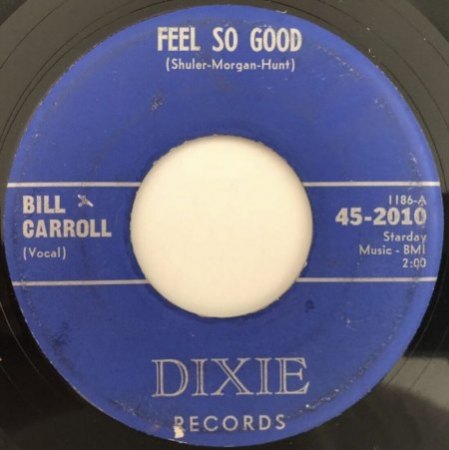 FEEL SO GOOD
(Shuler-Morgan-Hunt)
BILL
CARROLL
(Vocal)
1186-A
45-2010
Starday
Music - BMI
2:00
DIXIE
RECORDS